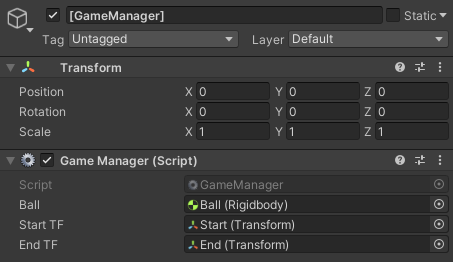 [GameManager] Static
Tag Untagged Layer Default
Transform
Position X 0 Y 0 Z 0
Rotation X 0 Y 0 Z 0
Scale X 1 Y 1 Z 1
Game Manager (Script)
Script GameManager
Ball Ball (Rigidbody)
Start TF Start (Transform)
End TF End (Transform)